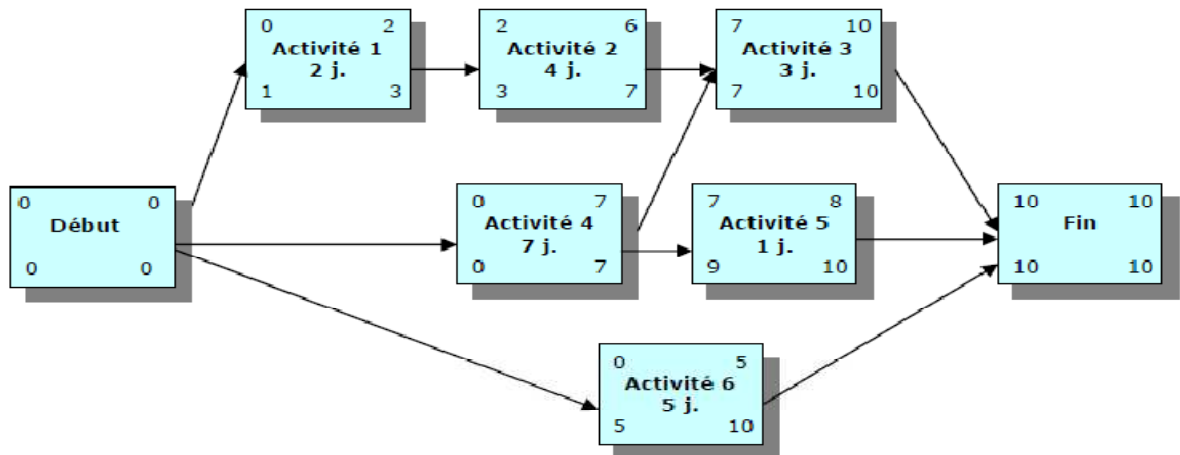 0 2
Activité 1
2 j.
1 3
2 6
Activité 2
4 j.
3 7
7 10
Activité 3
3 j.
7 10
0 0
Début
0 0
0 7
Activité 4
7 j.
0 7
7 8
Activité 5
1 j.
9 10
10 10
Fin
10 10
0 5
Activité 6
5 j.
5 10